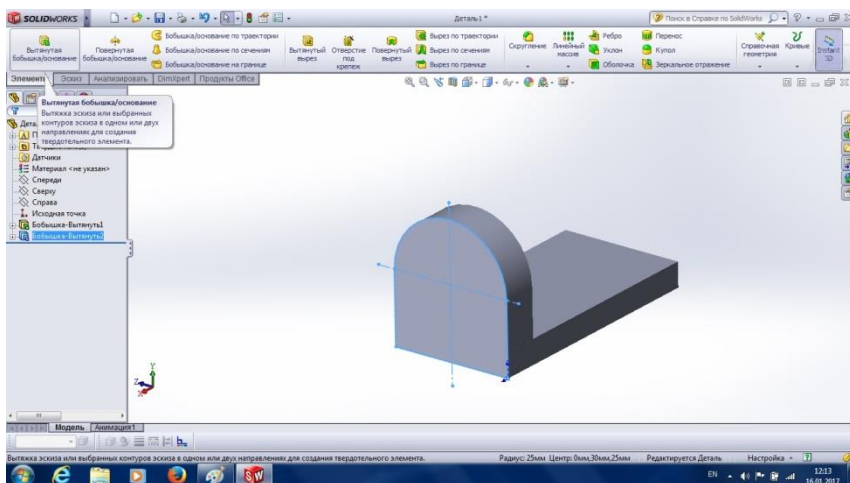 SOLIDWORKS
Деталь1 *
Поиск в Справке по SolidWorks
Вытянутая бобышка/основание
Повернутая бобышка/основание
Бобышка/основание по траектории
Бобышка/основание по сечениям
Бобышка/основание на границе
Вытянутый вырез
Отверстие под крепеж
Повернутый вырез
Вырез по траектории
Вырез по сечениям
Вырез по границе
Скругление
Линейный массив
Ребро
Уклон
Оболочка
Перенос
Купол
Зеркальное отражение
Справочная геометрия
Кривые
Instant 3D
Элементы
Эскиз
Анализировать
DimXpert
Продукты Office
Вытянутая бобышка/основание
Вытяжка эскиза или выбранных
контуров эскиза в одном или двух
направлениях для создания
твердотельного элемента.
Датчики
Материал <не указан>
Спереди
Сверху
Справа
Исходная точка
Бобышка-Вытянуть1
Бобышка-Вытянуть2
Y
Z
X
Модель
Анимация1
Вытяжка эскиза или выбранных контуров эскиза в одном или двух направлениях для создания твердотельного элемента.
Радиус: 25мм Центр: 0мм,30мм,25мм
Редактируется Деталь
Настройка
EN
12:13
16.01.2017